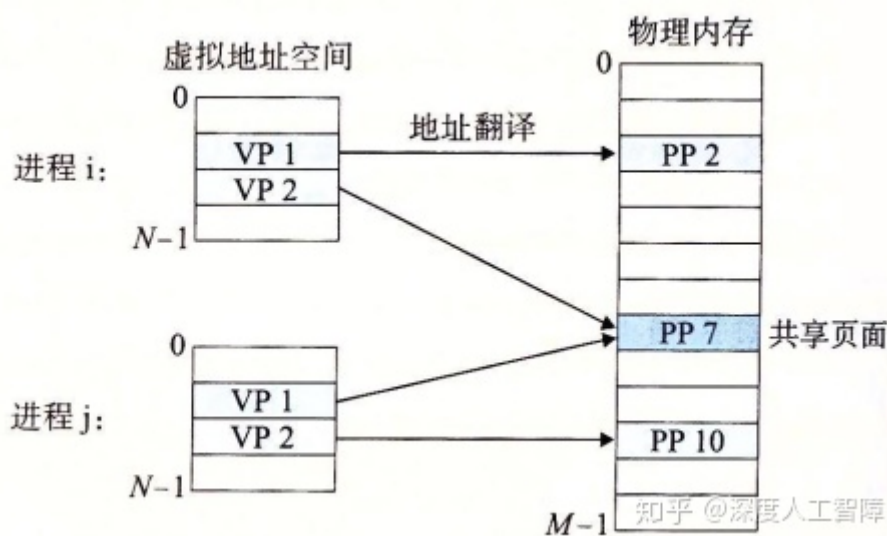 虚拟地址空间
物理内存
0
0
地址翻译
进程 i:
VP 1
PP 2
VP 2
N-1
PP 7
共享页面
0
进程 j:
VP 1
VP 2
PP 10
N-1
M-1
知乎 @深度人工智障